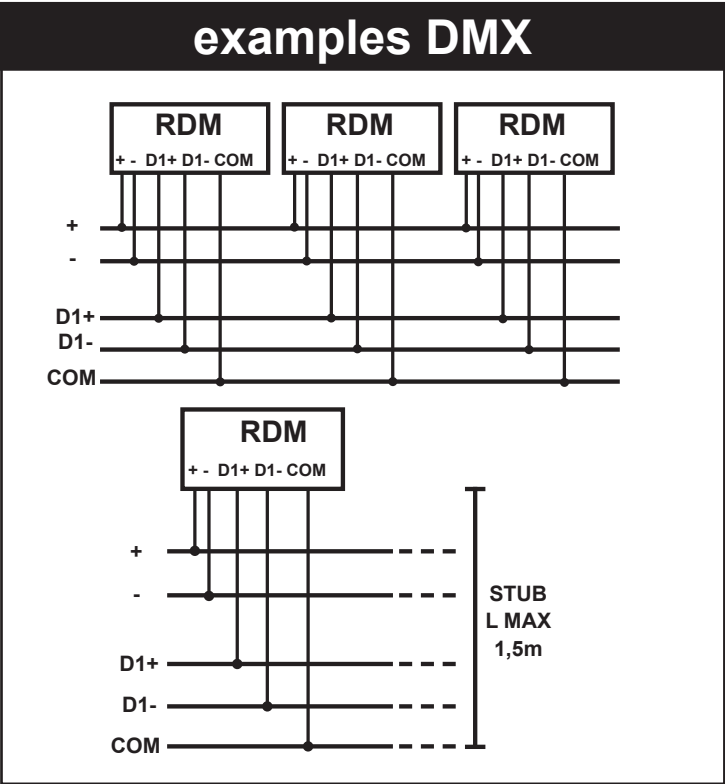 examples DMX
RDM RDM RDM
+ - D1+ D1- COM + - D1+ D1- COM + - D1+ D1- COM
+
-
D1+
D1-
COM
RDM
+ - D1+ D1- COM
+
-
STUB
L MAX
1,5m
D1+
D1-
COM